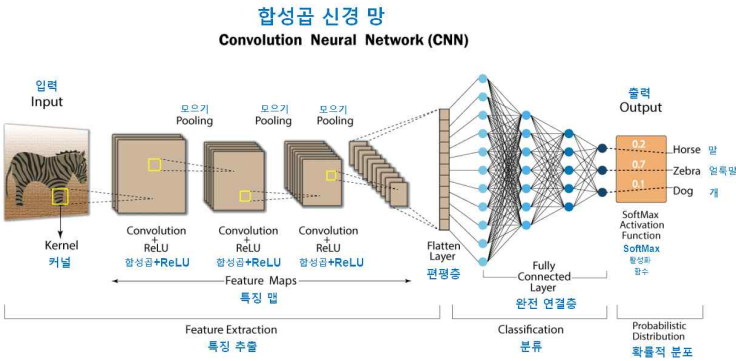 합성곱 신경 망
Convolution Neural Network (CNN)
입력
Input
모으기
Pooling
모으기
Pooling
모으기
Pooling
출력
Output
0.2
Horse 말
0.7
Zebra 얼룩말
0.1
Dog 개
Kernel
커널
Convolution
+
ReLU
합성곱+ReLU
Convolution
+
ReLU
합성곱+ReLU
Convolution
+
ReLU
합성곱+ReLU
Feature Maps
특징 맵
Flatten
Layer
편평층
Fully
Connected
Layer
완전 연결층
SoftMax
Activation
Function
SoftMax
활성화
함수
Feature Extraction
특징 추출
Classification
분류
Probabilistic
Distribution
확률적 분포